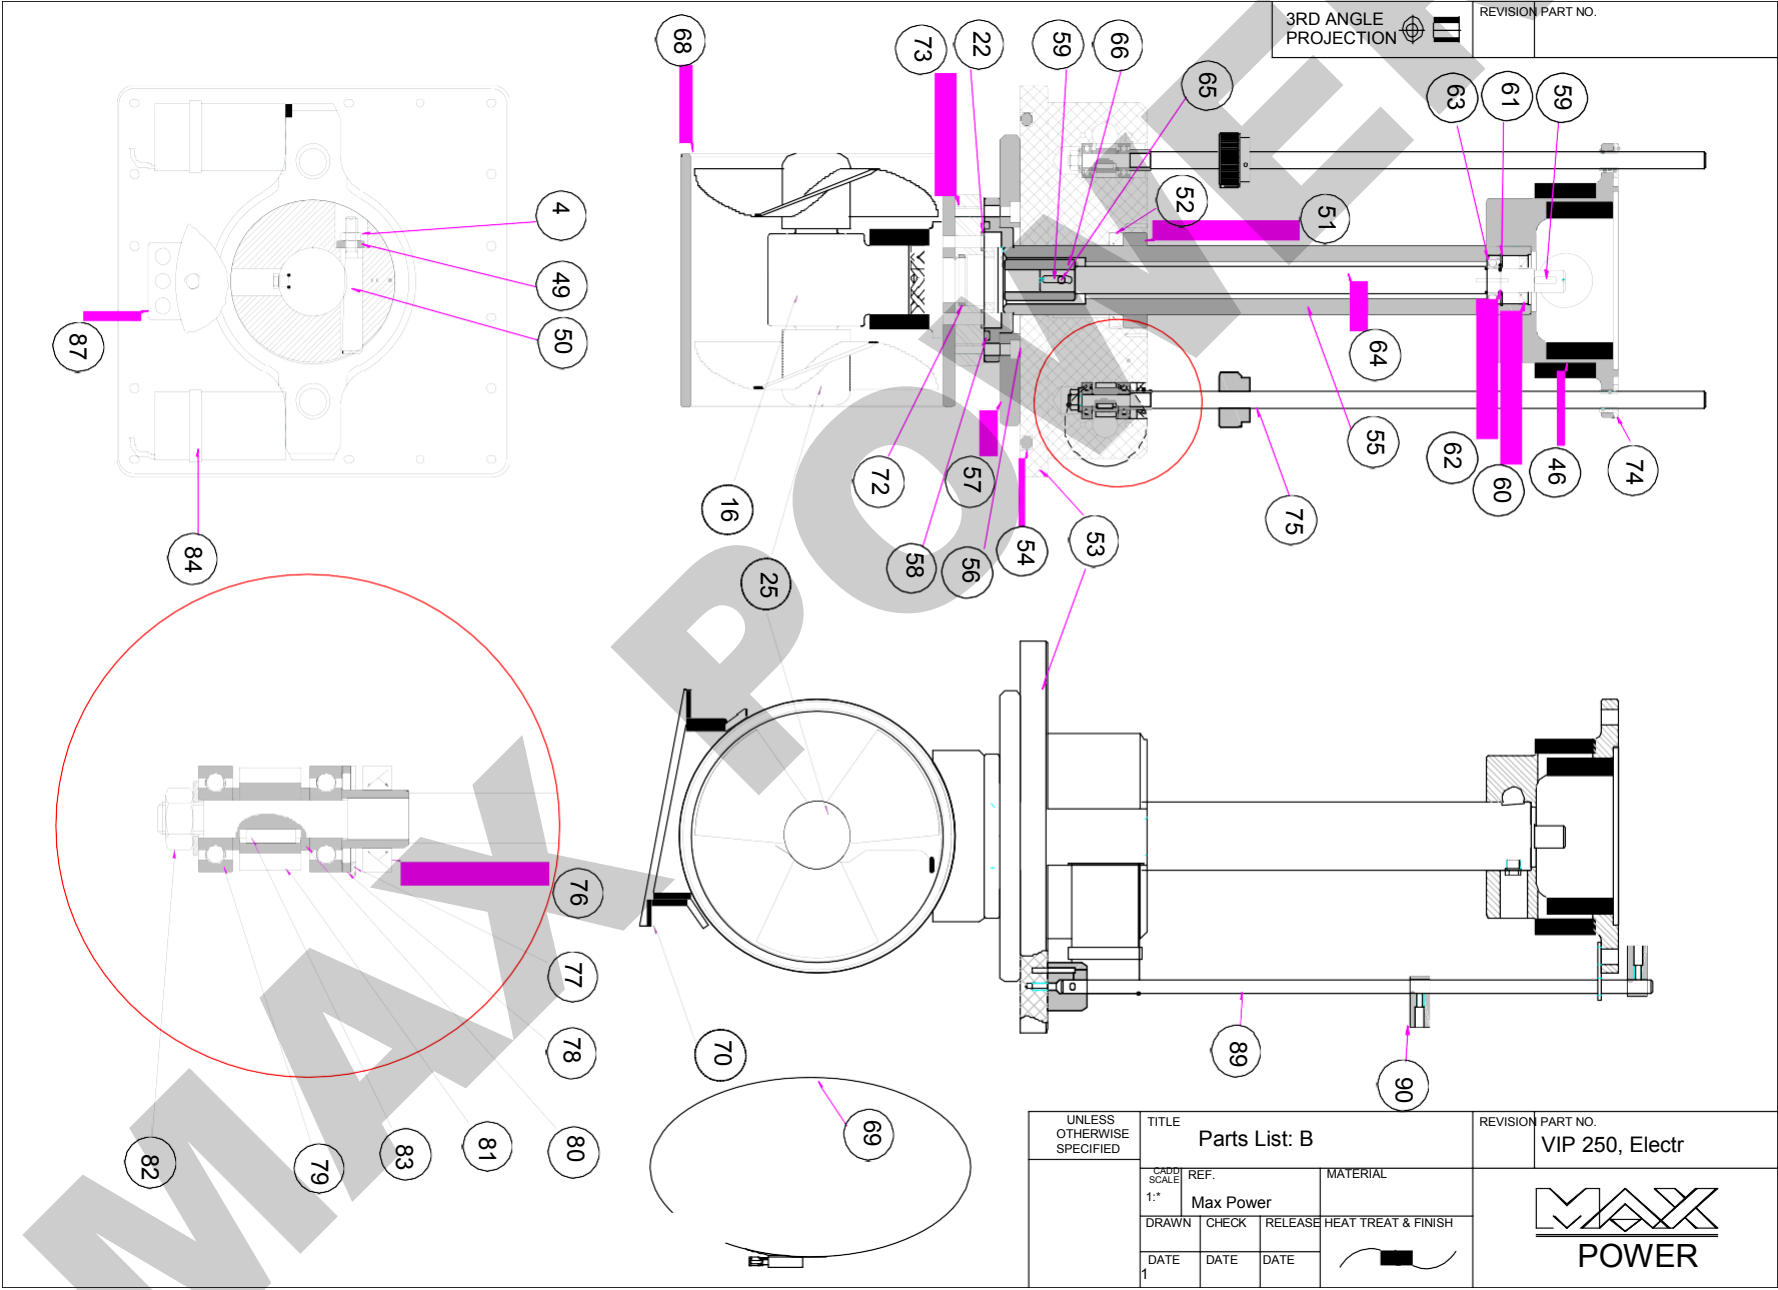 3RD ANGLE
PROJECTION
REVISION PART NO.
68
73
22
59
66
65
63
61
59
4
49
50
87
84
52
51
64
55
62
60
46
74
75
16
72
57
58
56
54
53
25
76
77
78
80
81
83
79
82
70
69
89
90
MAX POWER
UNLESS
OTHERWISE
SPECIFIED
TITLE
Parts List: B
REVISION PART NO.
VIP 250, Electr
CADD
SCALE
1:*
REF.
Max Power
MATERIAL
DRAWN CHECK RELEASE HEAT TREAT & FINISH
DATE DATE DATE
1
MAX
POWER